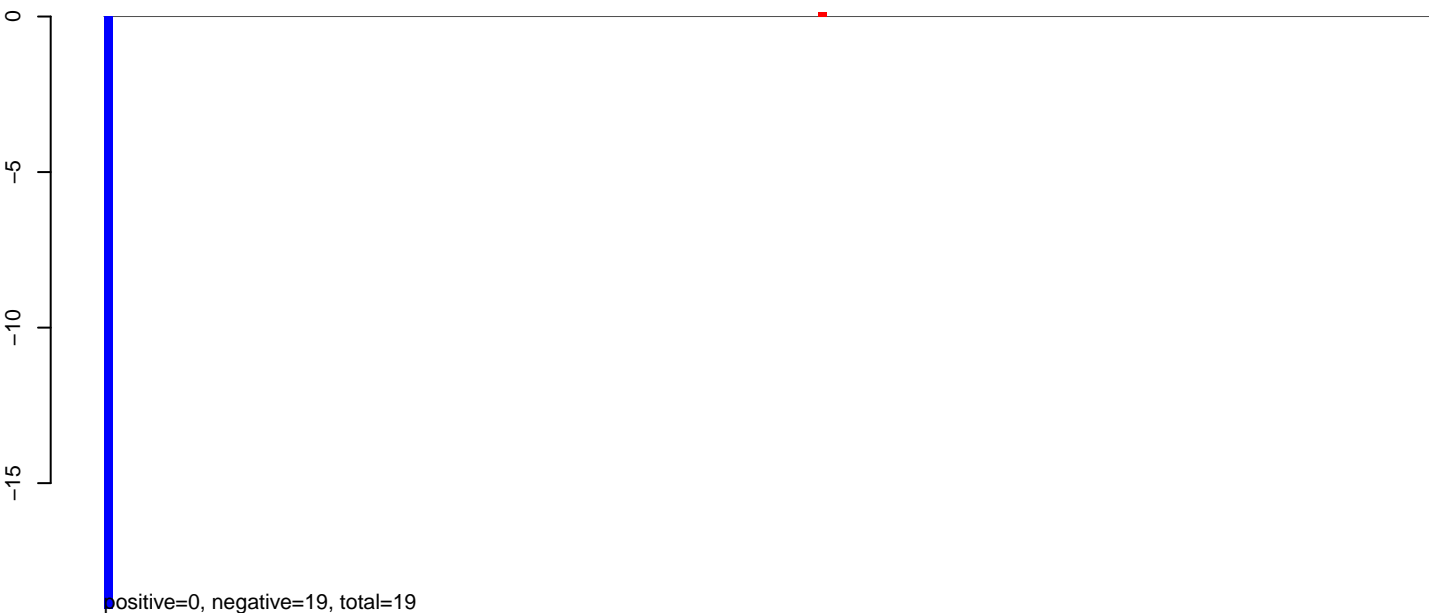 0
−5
−10
−15
positive=0, negative=19, total=19